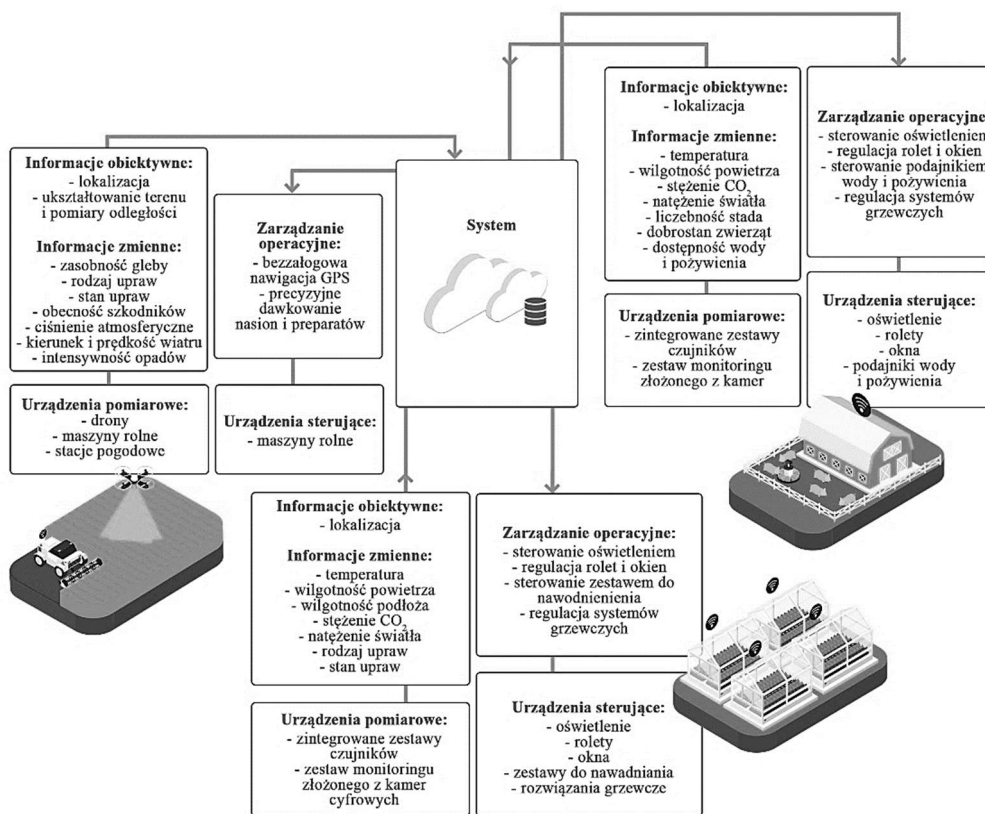 Informacje obiektywne:
- lokalizacja
- ukształtowanie terenu
i pomiary odległości
Informacje zmienne:
- zasobność gleby
- rodzaj upraw
- stan upraw
- obecność szkodników
- ciśnienie atmosferyczne
- kierunek i prędkość wiatru
- intensywność opadów
Urządzenia pomiarowe:
- drony
- maszyny rolne
- stacje pogodowe
Zarządzanie
operacyjne:
- bezzałogowa
nawigacja GPS
- precyzyjne
dawkowanie
nasion i preparatów
Urządzenia sterujące:
- maszyny rolne
System
Informacje obiektywne:
- lokalizacja
Informacje zmienne:
- temperatura
- wilgotność powietrza
- stężenie CO₂
- natężenie światła
- liczebność stada
- dobrostan zwierząt
- dostępność wody
i pożywienia
Urządzenia pomiarowe:
- zintegrowane zestawy
czujników
- zestaw monitoringu
złożonego z kamer
Zarządzanie operacyjne
- sterowanie oświetleniem
- regulacja rolet i okien
- sterowanie podajnikiem
wody i pożywienia
- regulacja systemów
grzewczych
Urządzenia sterujące:
- oświetlenie
- rolety
- okna
- podajniki wody
i pożywienia
Informacje obiektywne:
- lokalizacja
Informacje zmienne:
- temperatura
- wilgotność powietrza
- wilgotność podłoża
- stężenie CO₂
- natężenie światła
- rodzaj upraw
- stan upraw
Urządzenia pomiarowe:
- zintegrowane zestawy
czujników
- zestaw monitoringu
złożonego z kamer
cyfrowych
Zarządzanie operacyjne:
- sterowanie oświetleniem
- regulacja rolet i okien
- sterowanie zestawem do
nawodnienienia
- regulacja systemów
grzewczych
Urządzenia sterujące:
- oświetlenie
- rolety
- okna
- zestawy do nawadniania
- rozwiązania grzewcze